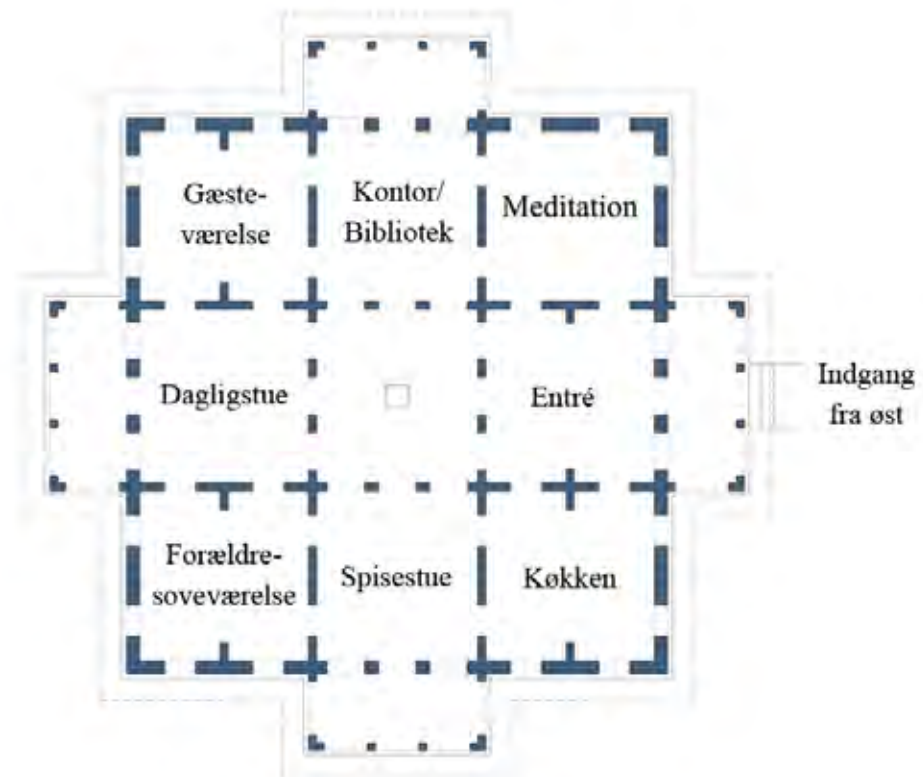 Gæste-
værelse
Kontor/
Bibliotek
Meditation
Dagligstue
Entré
Indgang
fra øst
Forældre-
soveværelse
Spisestue
Køkken